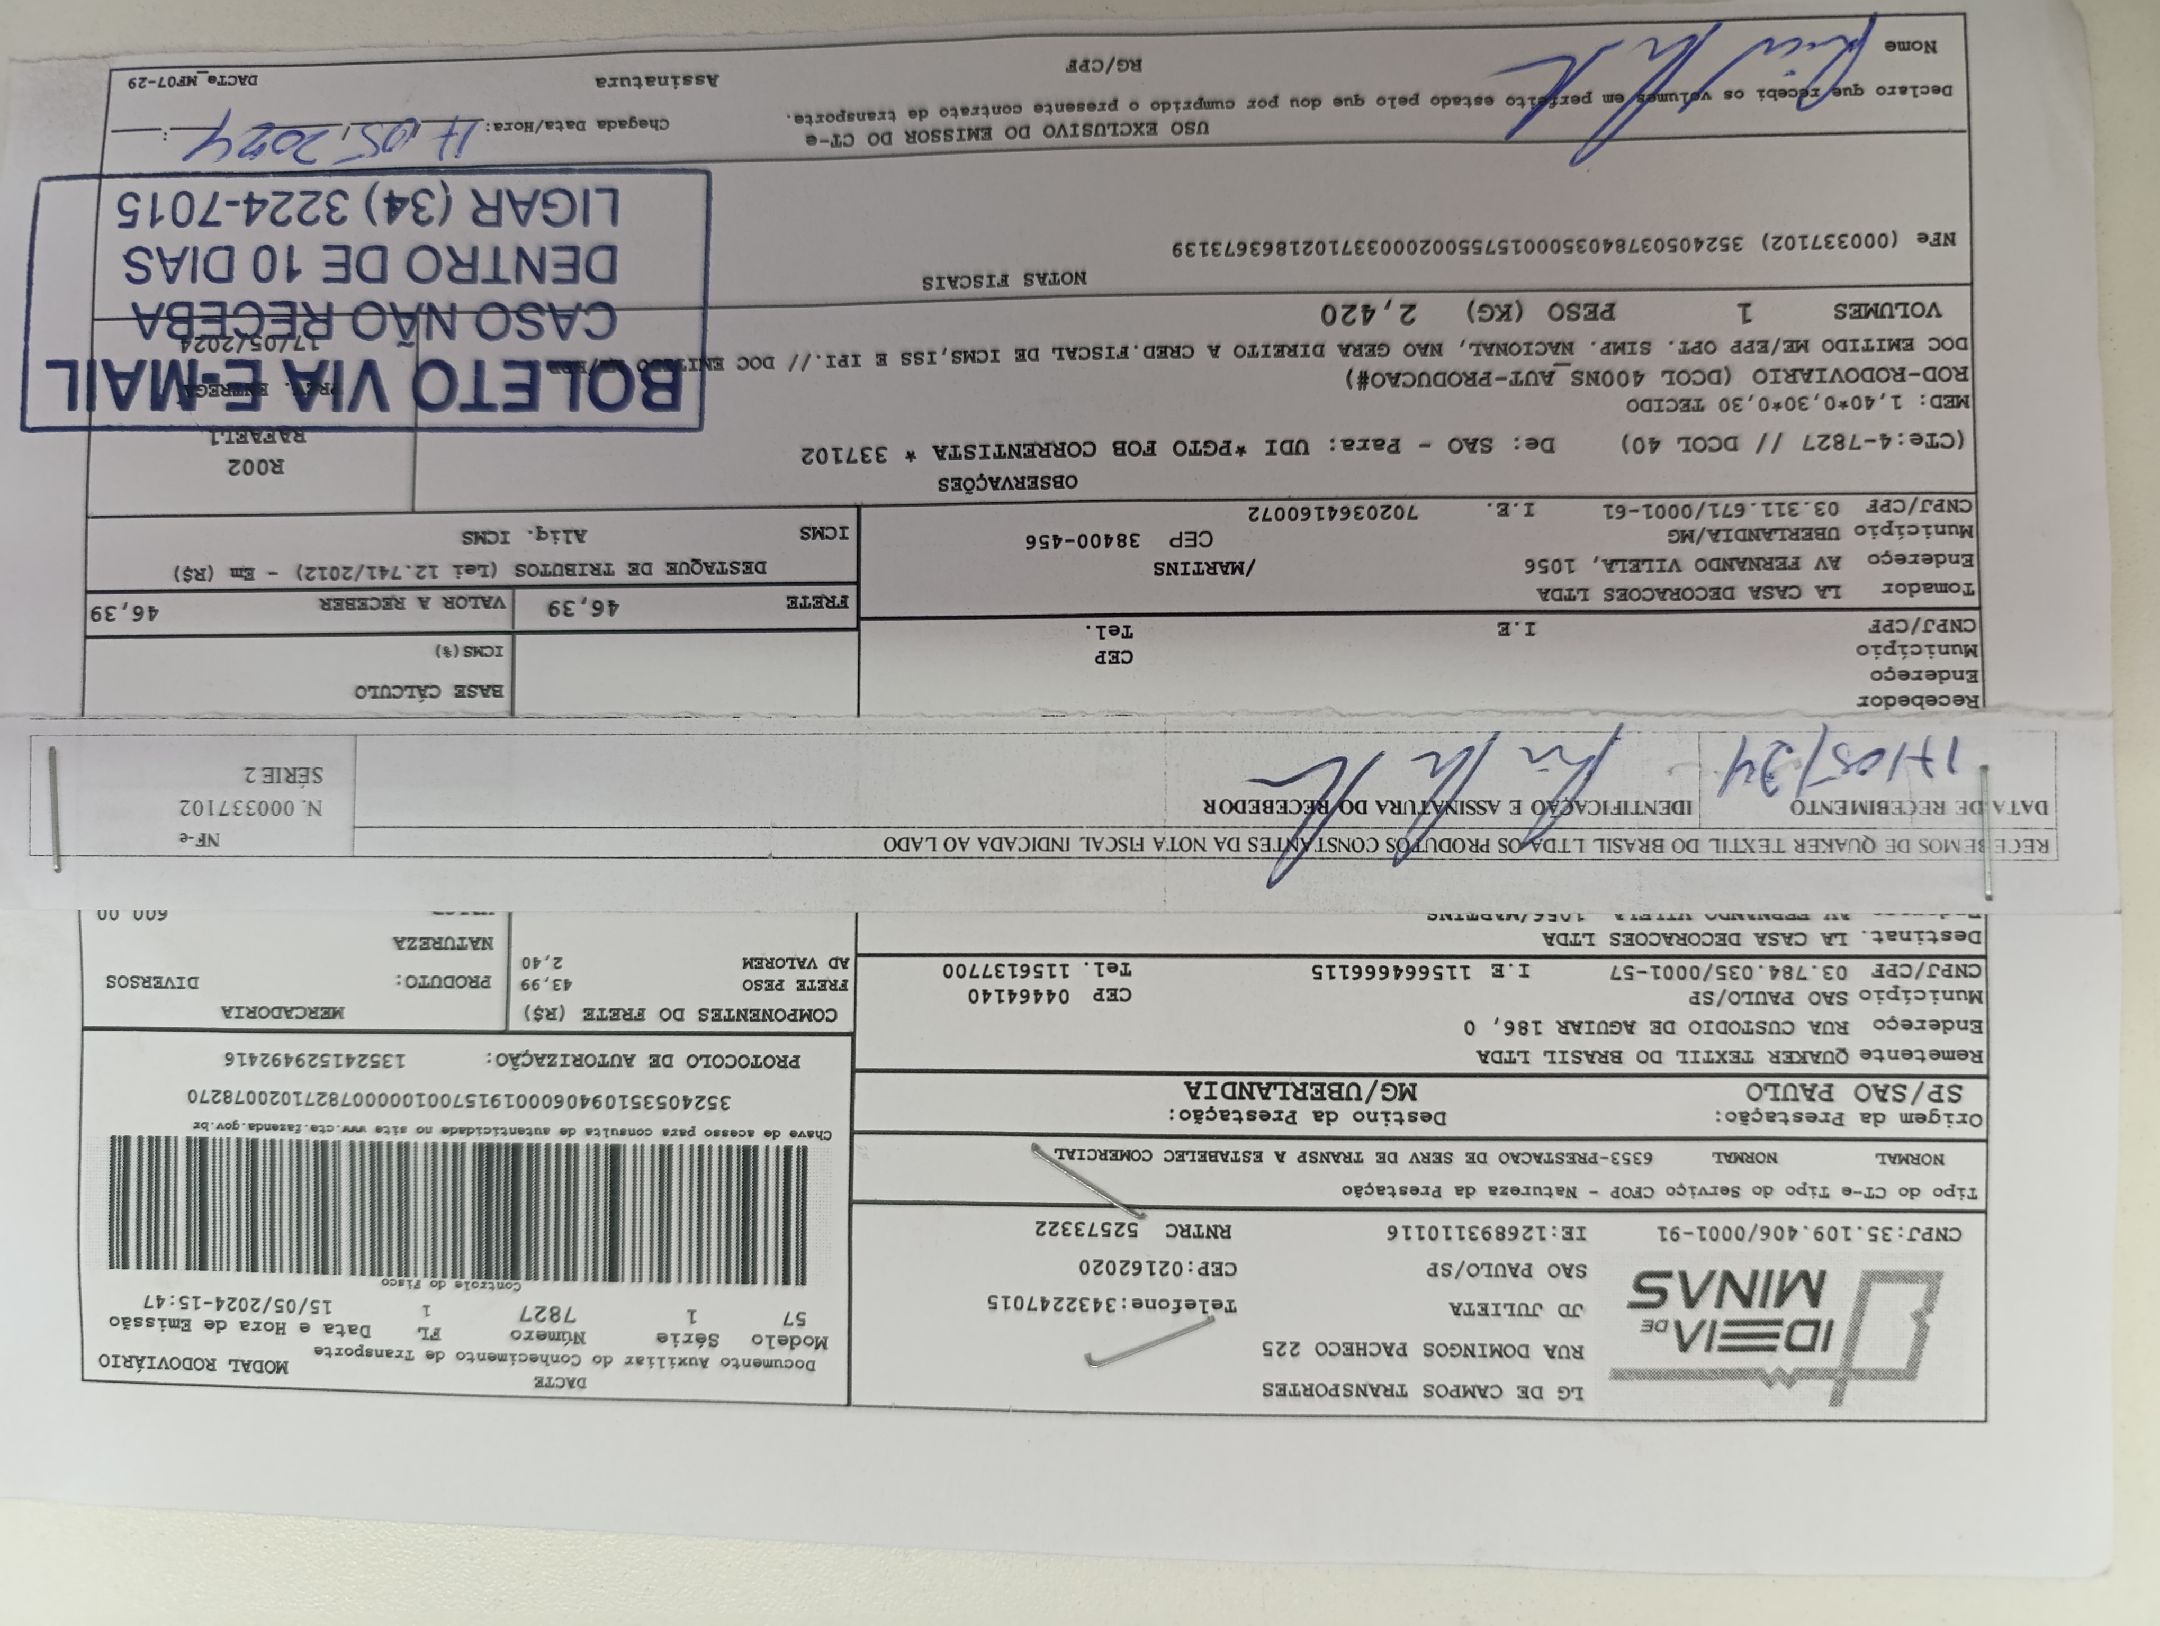 IDEIA DE
MINAS
LG DE CAMPOS TRANSPORTES
RUA DOMINGOS PACHECO 225
JD JULIETA Telefone:3432247015
SAO PAULO/SP CEP:02162020
CNPJ:35.109.406/0001-91 IE:126893110116 RNTRC 52573322
DACTE
Documento Auxiliar do Conhecimento de Transporte MODAL RODOVIÁRIO
Modelo Série Número FL Data e Hora de Emissão
57 1 7827 1 15/05/2024-15:47
Controle do Fisco
Chave de acesso para consulta de autenticidade no site www.cte.fazenda.gov.br
35240535109406000191570010000078271020078270
PROTOCOLO DE AUTORIZAÇÃO: 135241529492416
Tipo do CT-e Tipo do Serviço CFOP - Natureza da Prestação
NORMAL NORMAL 6353-PRESTACAO DE SERV DE TRANSP A ESTABELEC COMERCIAL
Origem da Prestação: Destino da Prestação:
SP/SAO PAULO MG/UBERLANDIA
Remetente QUAKER TEXTIL DO BRASIL LTDA
Endereço RUA CUSTODIO DE AGUIAR 186, 0
Município SAO PAULO/SP CEP 04464140
CNPJ/CPF 03.784.035/0001-57 I.E 115664666115 Tel. 1156137700
COMPONENTES DO FRETE (R$) MERCADORIA
FRETE PESO 43,99 PRODUTO: DIVERSOS
AD VALOREM 2,40 NATUREZA
600,00
Destinat. LA CASA DECORACOES LTDA
Endereço AV FERNANDO VILELA 1056/MARTINS
RECEBEMOS DE QUAKER TEXTIL DO BRASIL LTDA OS PRODUTOS CONSTANTES DA NOTA FISCAL INDICADA AO LADO
DATA DE RECEBIMENTO IDENTIFICAÇÃO E ASSINATURA DO RECEBEDOR
17/05/24
NF-e
N. 000337102
SÉRIE 2
Recebedor
Endereço
Município CEP
CNPJ/CPF I.E Tel.
BASE CÁLCULO
ICMS(%)
Tomador LA CASA DECORACOES LTDA
Endereço AV FERNANDO VILELA, 1056 /MARTINS
Município UBERLANDIA/MG CEP 38400-456
CNPJ/CPF 03.311.671/0001-61 I.E. 7020364160072
FRETE 46,39 VALOR A RECEBER 46,39
DESTAQUE DE TRIBUTOS (Lei 12.741/2012) - Em (R$)
ICMS Aliq. ICMS
OBSERVAÇÕES
(CTe:4-7827 // DCOL 40) De: SAO - Para: UDI *PGTO FOB CORRENTISTA * 337102
MED: 1,40*0,30*0,30 TECIDO
ROD-RODOVIARIO (DCOL 400NS_AUT-PRODUCAO#)
DOC EMITIDO ME/EPP OPT. SIMP. NACIONAL, NAO GERA DIREITO A CRED.FISCAL DE ICMS,ISS E IPI.// DOC EMITIDO
R002
RAFAEL1
PREV. ENTREGA
17/05/2024
VOLUMES 1 PESO (KG) 2,420
BOLETO VIA E-MAIL
CASO NÃO RECEBA
DENTRO DE 10 DIAS
LIGAR (34) 3224-7015
NOTAS FISCAIS
NFe (000337102) 35240503784035000157550020003371021863673139
USO EXCLUSIVO DO EMISSOR DO CT-e
Declaro que recebi os volumes em perfeito estado pelo que dou por cumprido o presente contrato de transporte.
Chegada Data/Hora: 17.05.2024 :
Nome RG/CPF Assinatura DACTe_MF07-29